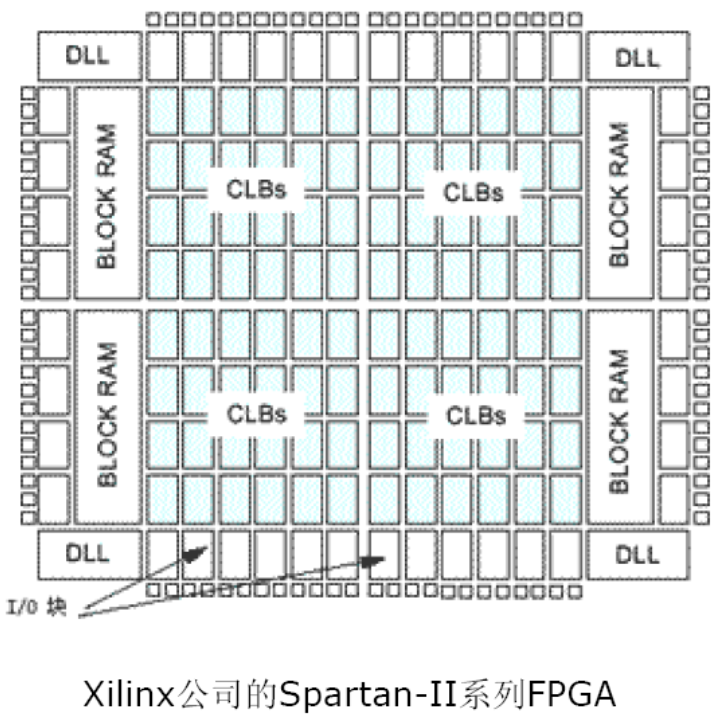 DLL
DLL
BLOCK RAM
CLBs
CLBs
BLOCK RAM
BLOCK RAM
CLBs
CLBs
BLOCK RAM
DLL
DLL
I/O 块
Xilinx公司的Spartan-II系列FPGA